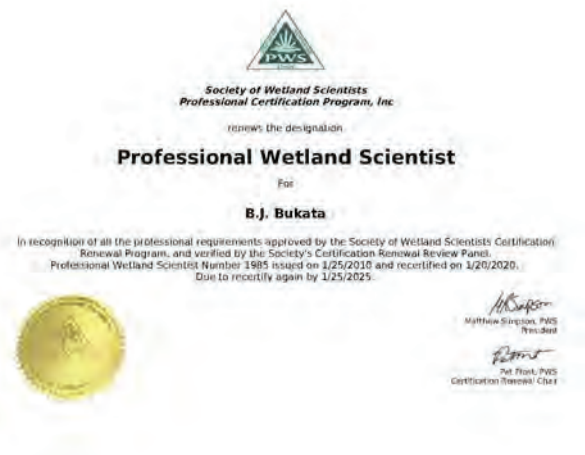 PWS
Society of Wetland Scientists
Professional Certification Program, Inc
renews the designation
Professional Wetland Scientist
For
B.J. Bukata
In recognition of all the professional requirements approved by the Society of Wetland Scientists Certification
Renewal Program, and verified by the Society's Certification Renewal Review Panel.
Professional Wetland Scientist Number 1985 issued on 1/25/2010 and recertified on 1/20/2020.
Due to recertify again by 1/25/2025.
Matthew Simpson, PWS
President
Pat Frost, PWS
Certification Renewal Chair